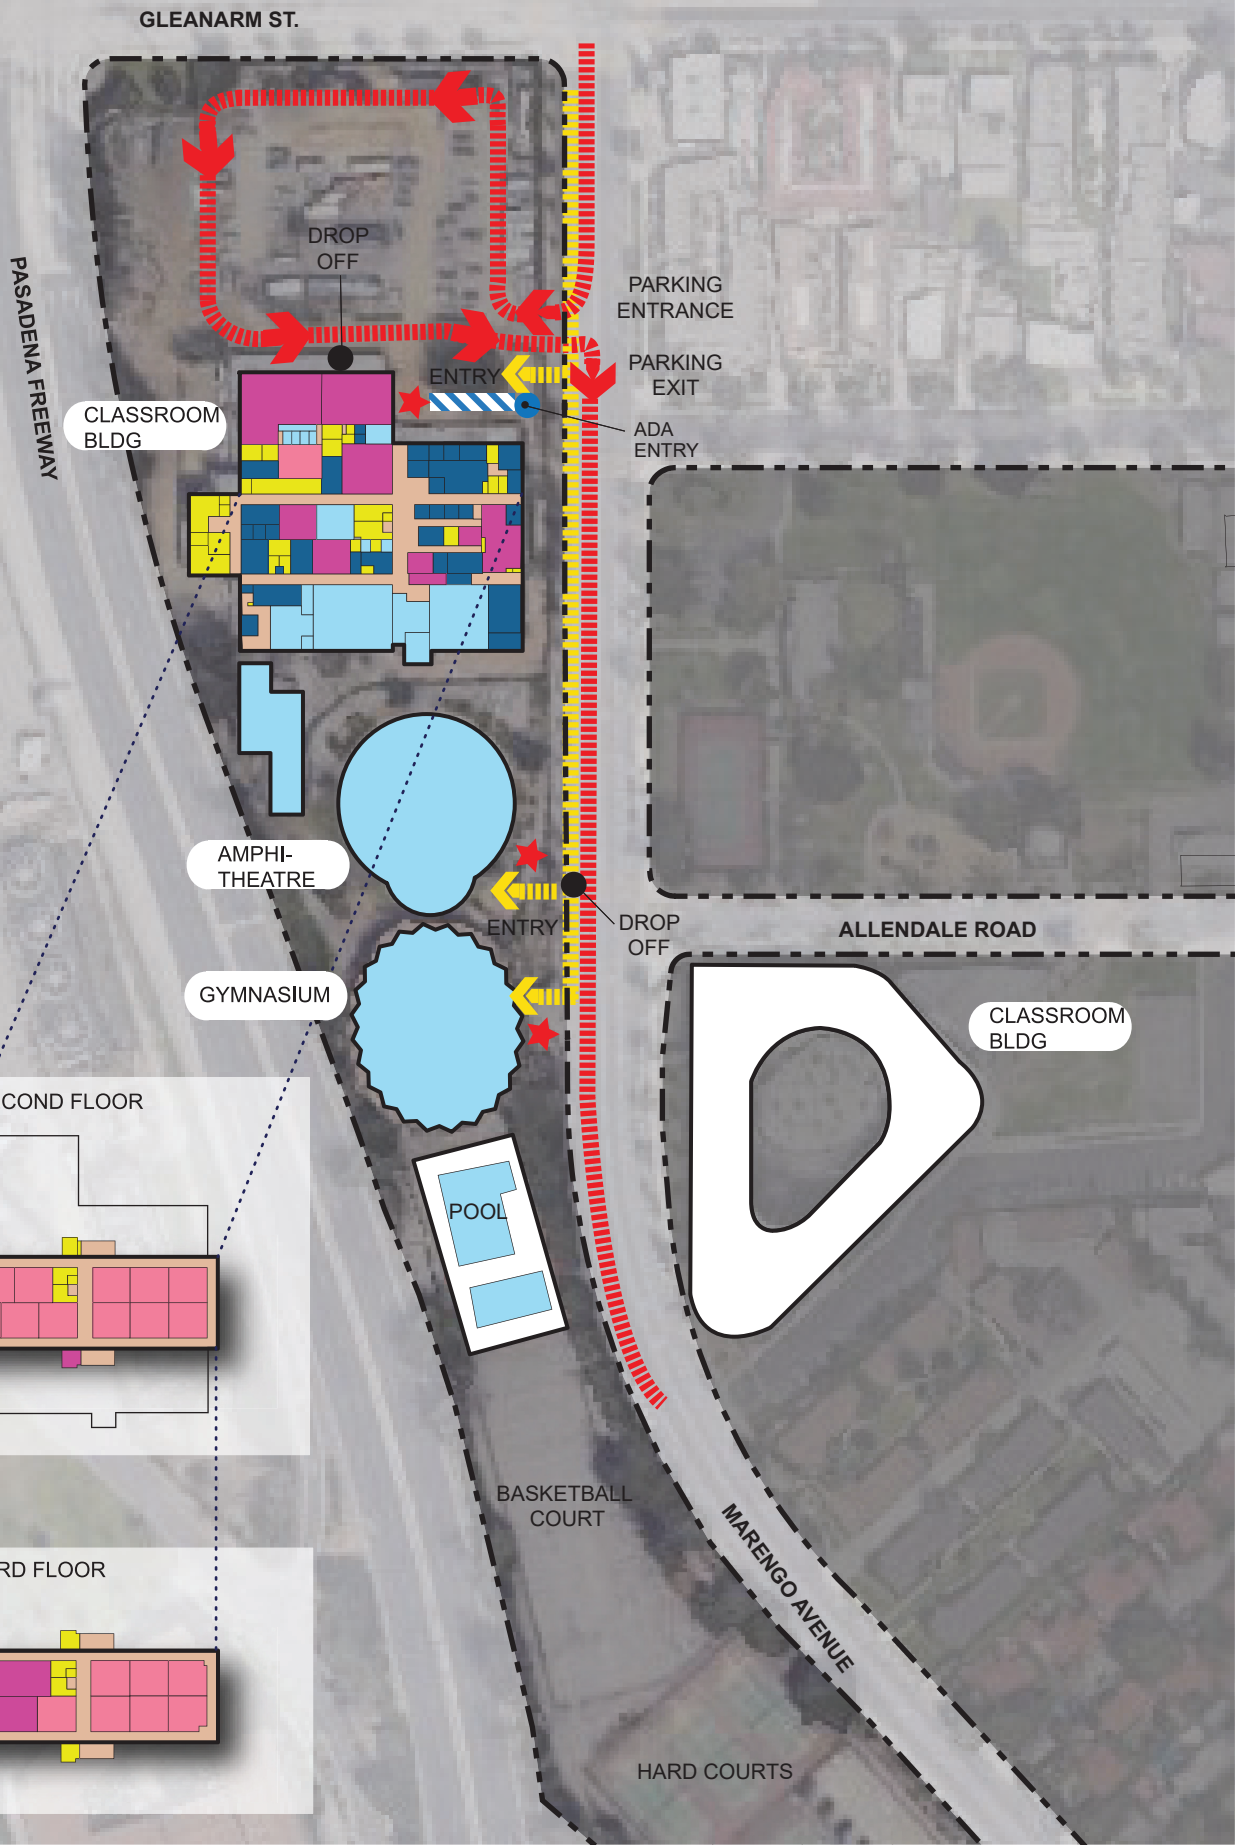 GLEANARM ST.
DROP
OFF
PASADENA FREEWAY
PARKING
ENTRANCE
PARKING
EXIT
ENTRY
CLASSROOM
BLDG
ADA
ENTRY
AMPHI-
THEATRE
ENTRY
DROP
OFF
ALLENDALE ROAD
GYMNASIUM
CLASSROOM
BLDG
COND FLOOR
POOL
BASKETBALL
COURT
MARENGO AVENUE
RD FLOOR
HARD COURTS